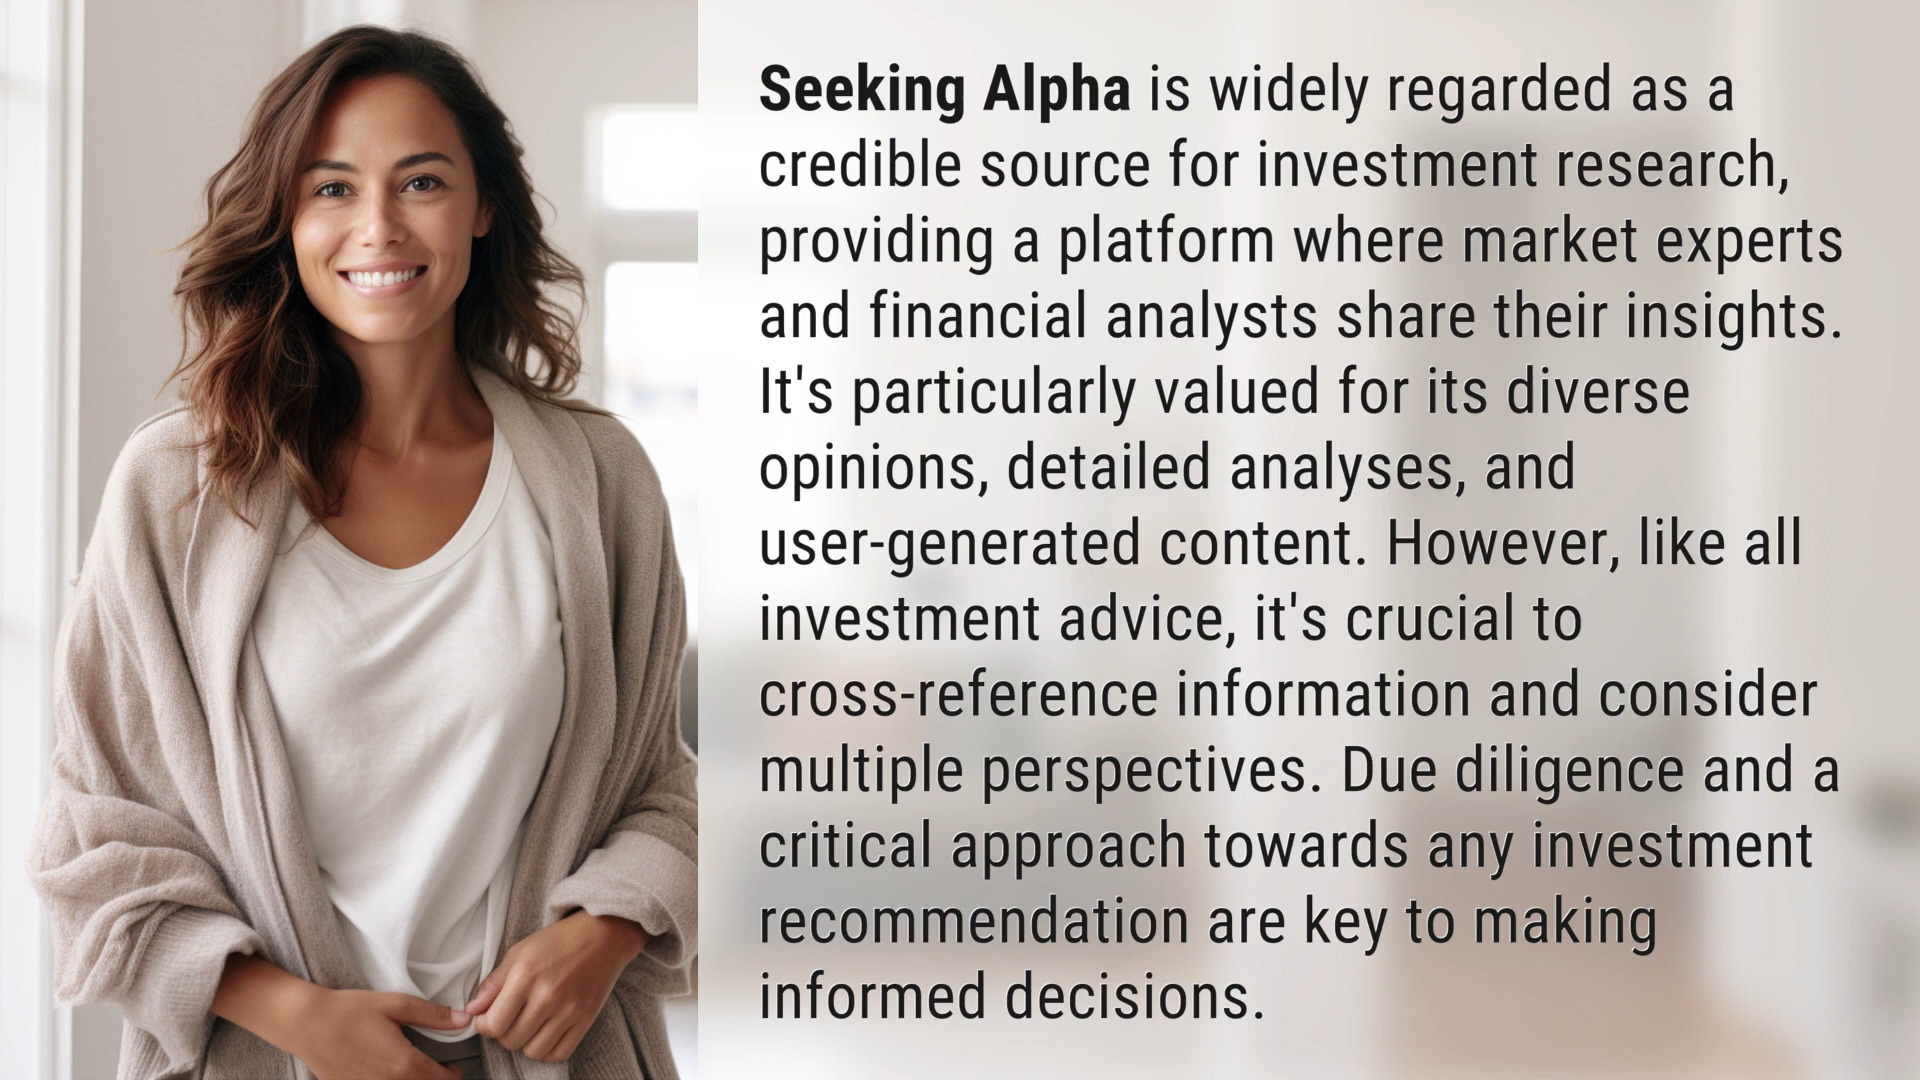 Seeking Alpha is widely regarded as a
credible source for investment research,
providing a platform where market experts
and financial analysts share their insights.
It's particularly valued for its diverse
opinions, detailed analyses, and
user-generated content. However, like all
investment advice, it's crucial to
cross-reference information and consider
multiple perspectives. Due diligence and a
critical approach towards any investment
recommendation are key to making
informed decisions.